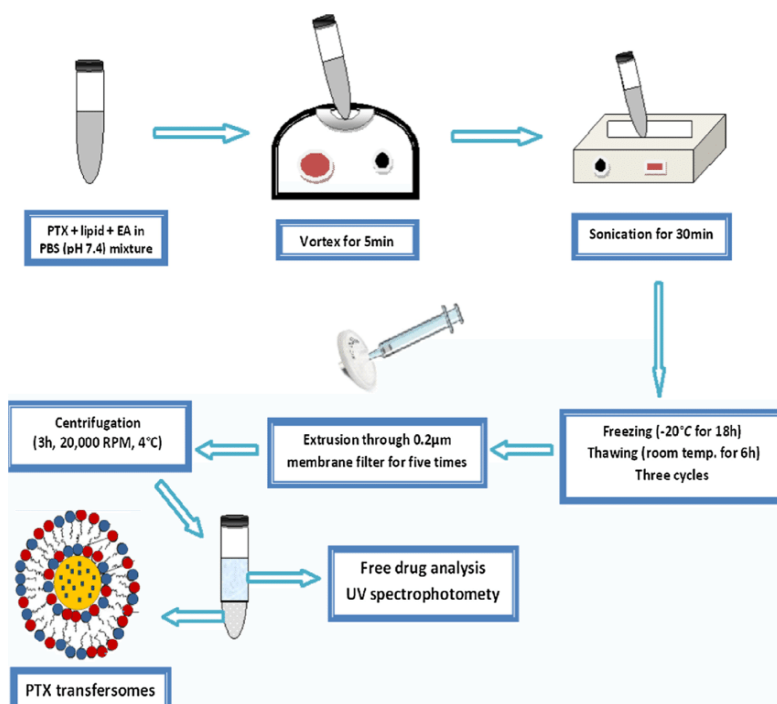 PTX + lipid + EA in
PBS (pH 7.4) mixture
Vortex for 5min
Sonication for 30min
Freezing (-20°C for 18h)
Thawing (room temp. for 6h)
Three cycles
Extrusion through 0.2µm
membrane filter for five times
Centrifugation
(3h, 20,000 RPM, 4°C)
Free drug analysis
UV spectrophotomety
PTX transfersomes